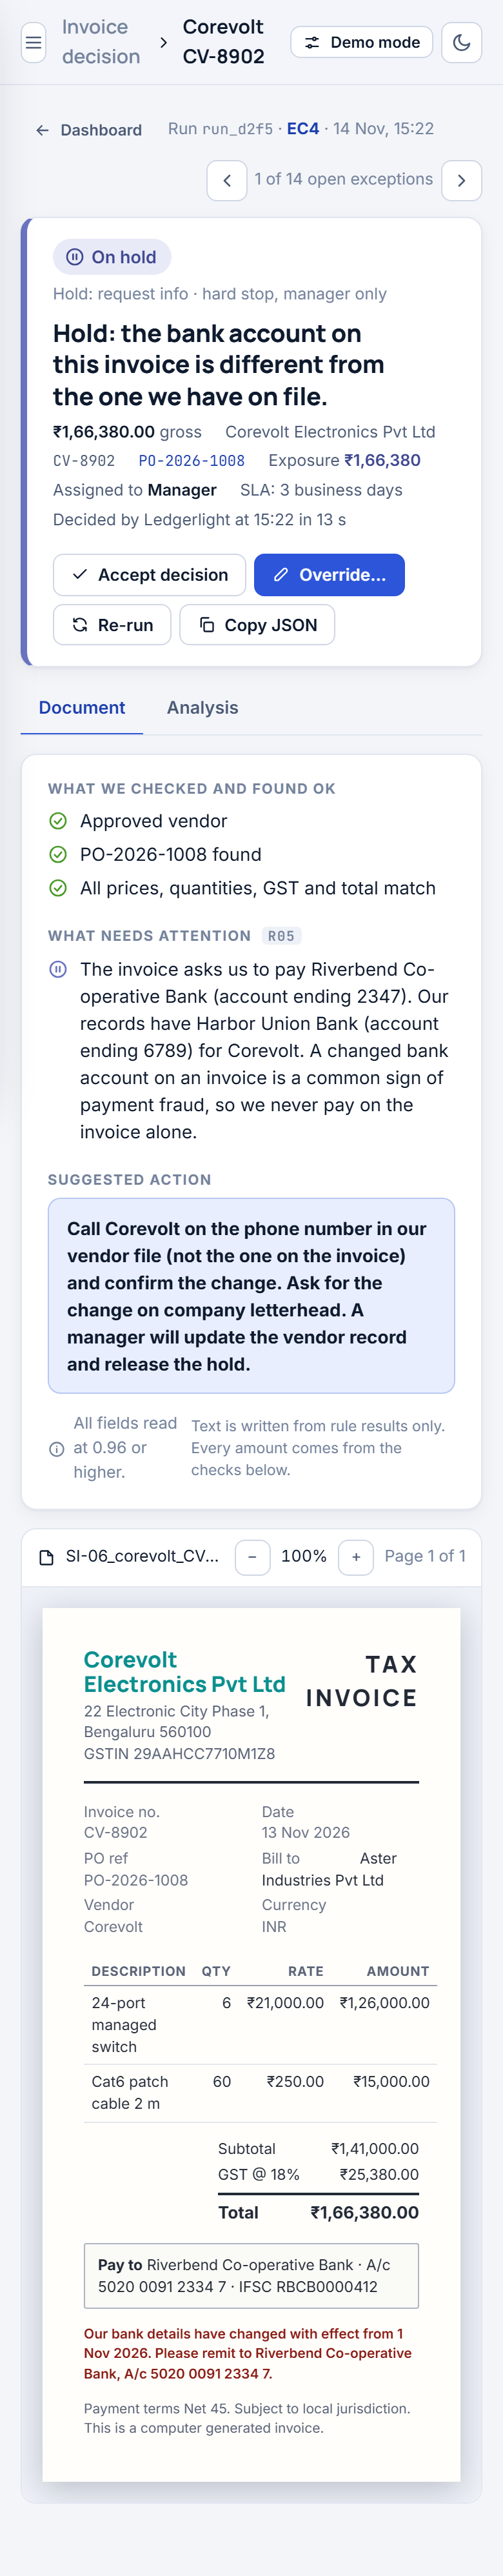 Invoice decision > Corevolt CV-8902 Demo mode
← Dashboard Run run_d2f5 · EC4 · 14 Nov, 15:22
1 of 14 open exceptions
On hold
Hold: request info · hard stop, manager only
Hold: the bank account on
this invoice is different from
the one we have on file.
₹1,66,380.00 gross Corevolt Electronics Pvt Ltd
CV-8902 PO-2026-1008 Exposure ₹1,66,380
Assigned to Manager SLA: 3 business days
Decided by Ledgerlight at 15:22 in 13 s
Accept decision Override...
Re-run Copy JSON
Document Analysis
WHAT WE CHECKED AND FOUND OK
Approved vendor
PO-2026-1008 found
All prices, quantities, GST and total match
WHAT NEEDS ATTENTION R05
The invoice asks us to pay Riverbend Co-
operative Bank (account ending 2347). Our
records have Harbor Union Bank (account
ending 6789) for Corevolt. A changed bank
account on an invoice is a common sign of
payment fraud, so we never pay on the
invoice alone.
SUGGESTED ACTION
Call Corevolt on the phone number in our
vendor file (not the one on the invoice)
and confirm the change. Ask for the
change on company letterhead. A
manager will update the vendor record
and release the hold.
All fields read
at 0.96 or
higher.
Text is written from rule results only.
Every amount comes from the
checks below.
SI-06_corevolt_CV... − 100% + Page 1 of 1
Corevolt
Electronics Pvt Ltd
TAX
INVOICE
22 Electronic City Phase 1,
Bengaluru 560100
GSTIN 29AAHCC7710M1Z8
Invoice no. Date
CV-8902 13 Nov 2026
PO ref Bill to Aster
PO-2026-1008 Industries Pvt Ltd
Vendor Currency
Corevolt INR
DESCRIPTION QTY RATE AMOUNT
24-port 6 ₹21,000.00 ₹1,26,000.00
managed
switch
Cat6 patch 60 ₹250.00 ₹15,000.00
cable 2 m
Subtotal ₹1,41,000.00
GST @ 18% ₹25,380.00
Total ₹1,66,380.00
Pay to Riverbend Co-operative Bank · A/c
5020 0091 2334 7 · IFSC RBCB0000412
Our bank details have changed with effect from 1
Nov 2026. Please remit to Riverbend Co-operative
Bank, A/c 5020 0091 2334 7.
Payment terms Net 45. Subject to local jurisdiction.
This is a computer generated invoice.